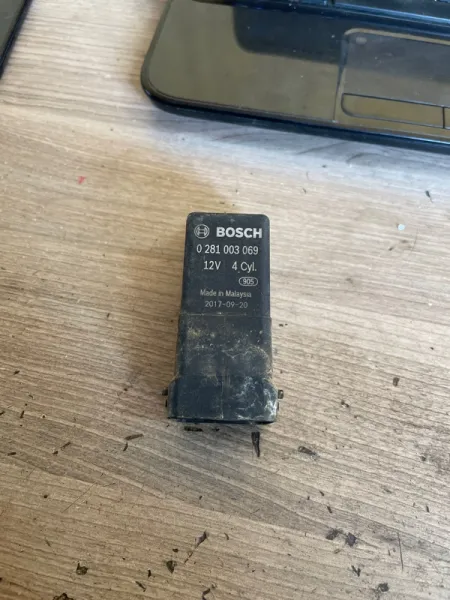 BOSCH
0 281 003 069
12V 4 Cyl.
905
Made in Malaysia
2017-09-20